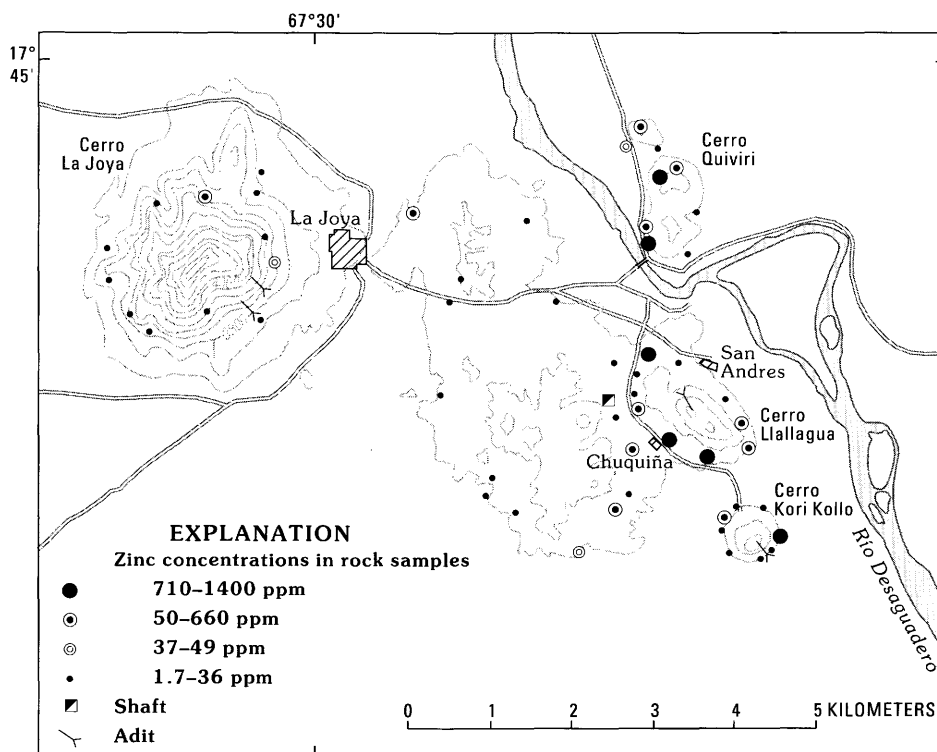 67°30'
17°
45'
Cerro
La Joya
La Joya
Cerro
Quiviri
San
Andres
Cerro
Llallagua
Chuquiña
Cerro
Kori Kollo
Río Desaguadero
EXPLANATION
Zinc concentrations in rock samples
710–1400 ppm
50–660 ppm
37–49 ppm
1.7–36 ppm
Shaft
Adit
0 1 2 3 4 5 KILOMETERS